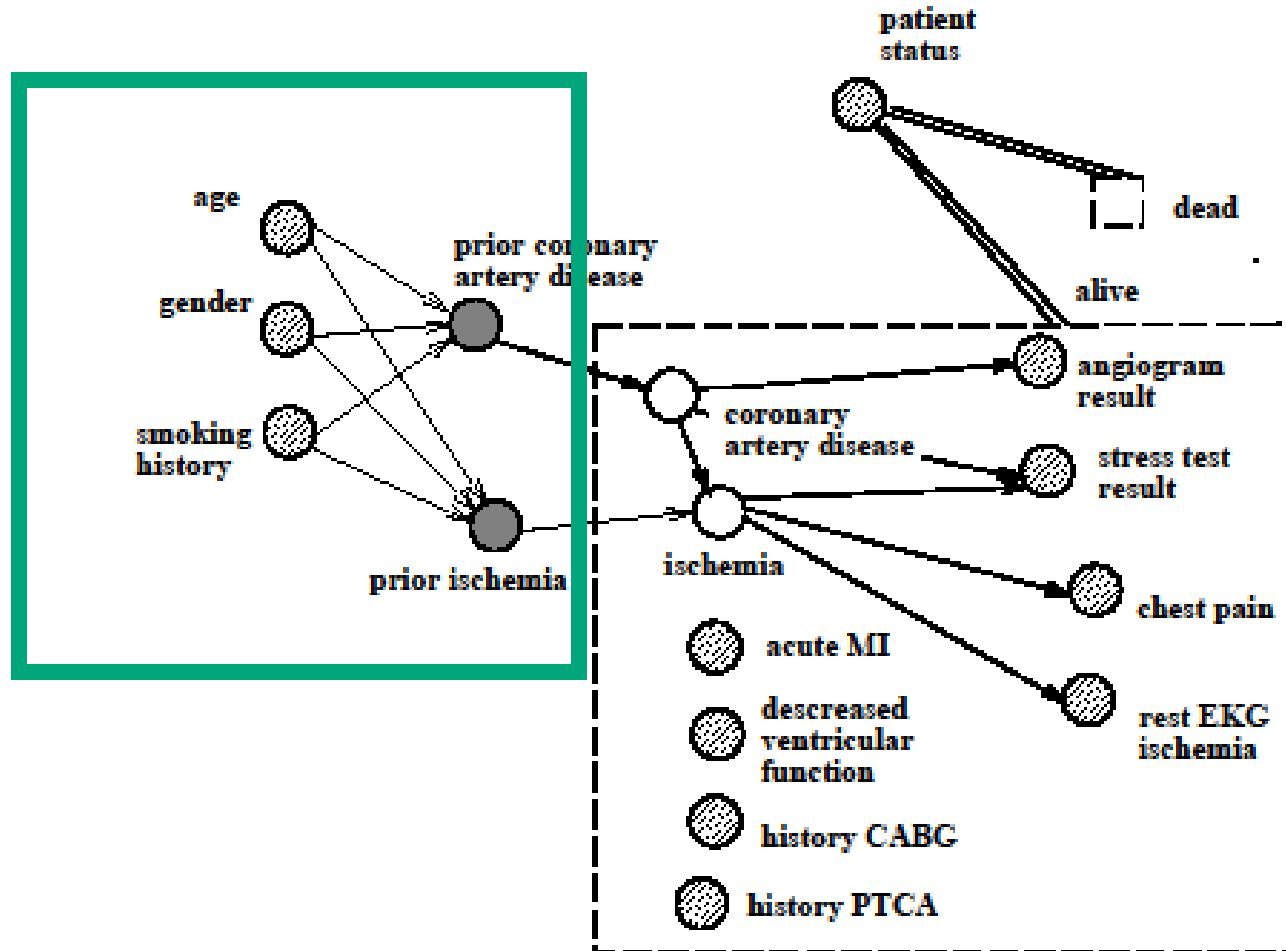 patient
status
age
dead
prior coronary
artery disease
alive
gender
angiogram
result
coronary
artery disease
smoking
history
stress test
result
prior ischemia
ischemia
chest pain
acute MI
descreased
ventricular
function
rest EKG
ischemia
history CABG
history PTCA